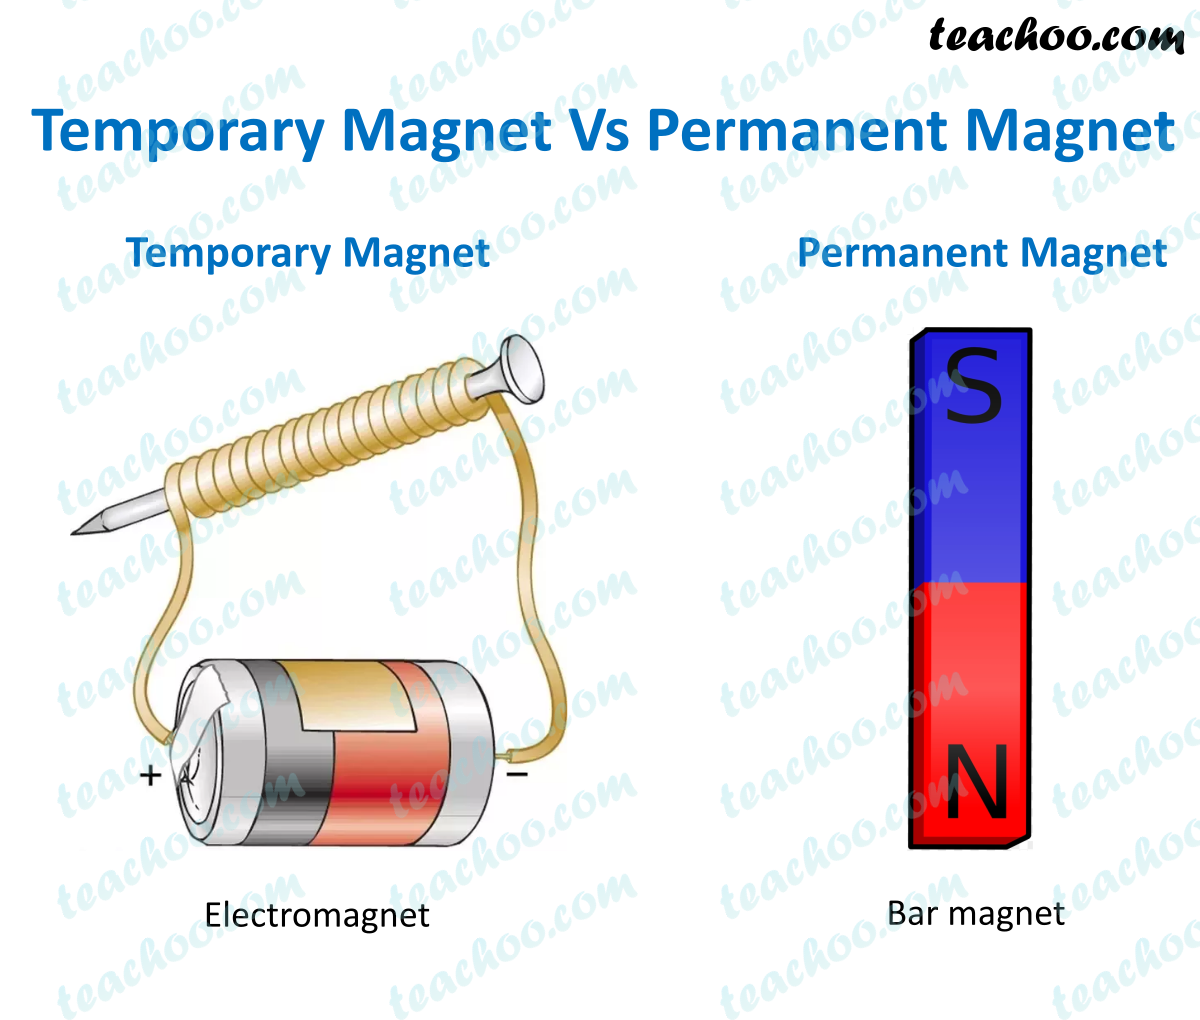 teachoo.com
Temporary Magnet Vs Permanent Magnet
Temporary Magnet
Permanent Magnet
S
N
+
−
Electromagnet
Bar magnet